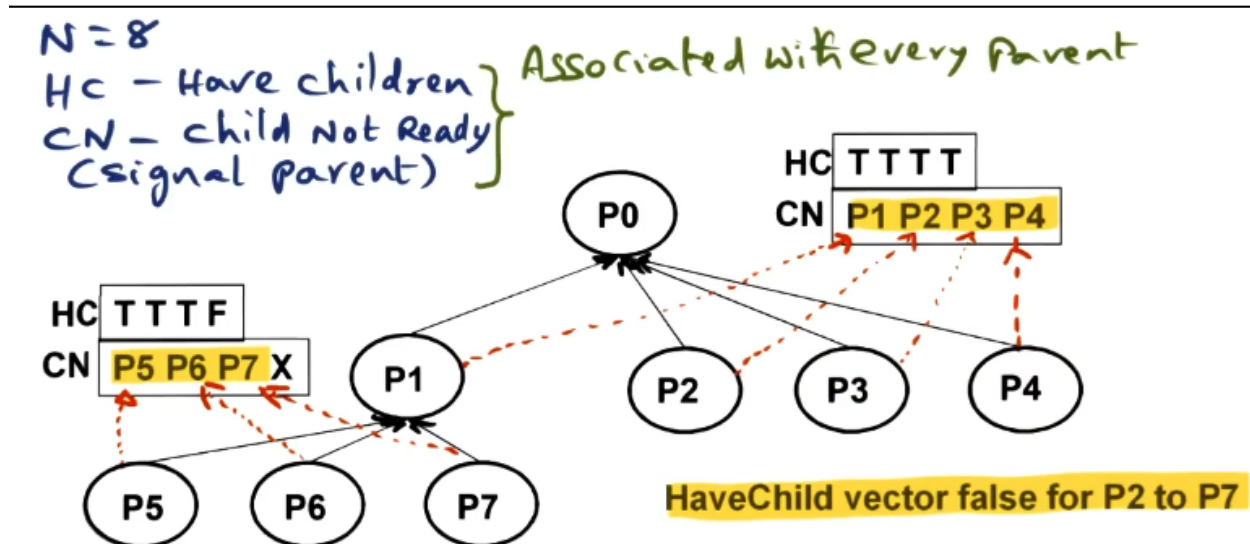 N=8
HC - Have children
CN - Child Not Ready
(signal parent)
Associated with every Parent
HC T T T T
CN P1 P2 P3 P4
P0
HC T T T F
CN P5 P6 P7 X
P1
P2
P3
P4
P5
P6
P7
HaveChild vector false for P2 to P7